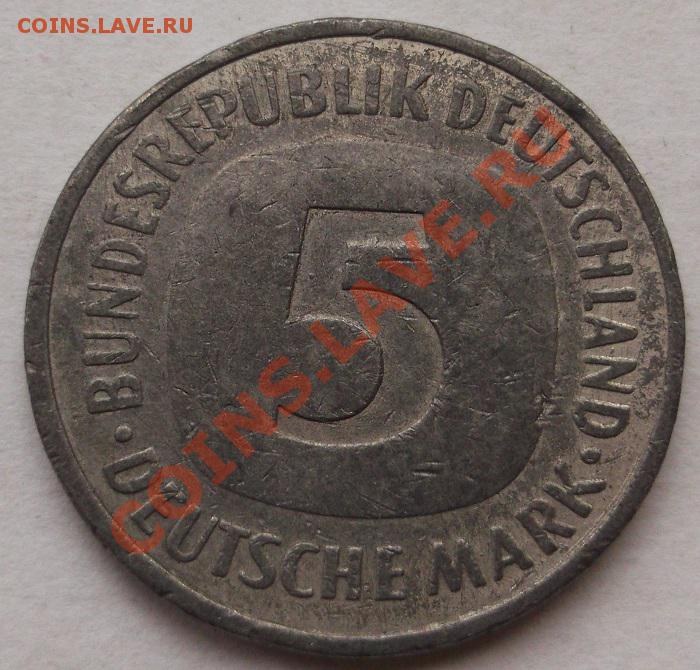 COINS.LAVE.RU
BUNDESREPUBLIK DEUTSCHLAND
5
· DEUTSCHE MARK ·
COINS.LAVE.RU